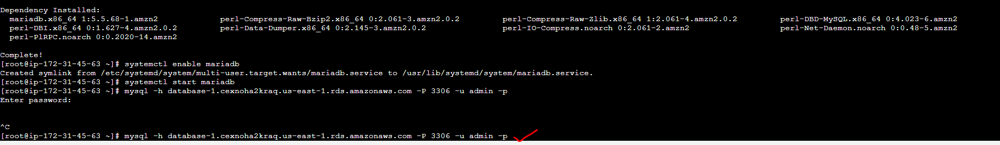 Dependency Installed:
mariadb.x86_64 1:5.5.68-1.amzn2 perl-Compress-Raw-Bzip2.x86_64 0:2.061-3.amzn2.0.2 perl-Compress-Raw-Zlib.x86_64 1:2.061-4.amzn2.0.2 perl-DBD-MySQL.x86_64 0:4.023-6.amzn2
perl-DBI.x86_64 0:1.627-4.amzn2.0.2 perl-Data-Dumper.x86_64 0:2.145-3.amzn2.0.2 perl-IO-Compress.noarch 0:2.061-2.amzn2 perl-Net-Daemon.noarch 0:0.48-5.amzn2
perl-PlRPC.noarch 0:0.2020-14.amzn2
Complete!
[root@ip-172-31-45-63 ~]# systemctl enable mariadb
Created symlink from /etc/systemd/system/multi-user.target.wants/mariadb.service to /usr/lib/systemd/system/mariadb.service.
[root@ip-172-31-45-63 ~]# systemctl start mariadb
[root@ip-172-31-45-63 ~]# mysql -h database-1.cexnoha2kraq.us-east-1.rds.amazonaws.com -P 3306 -u admin -p
Enter password:
^C
[root@ip-172-31-45-63 ~]# mysql -h database-1.cexnoha2kraq.us-east-1.rds.amazonaws.com -P 3306 -u admin -p